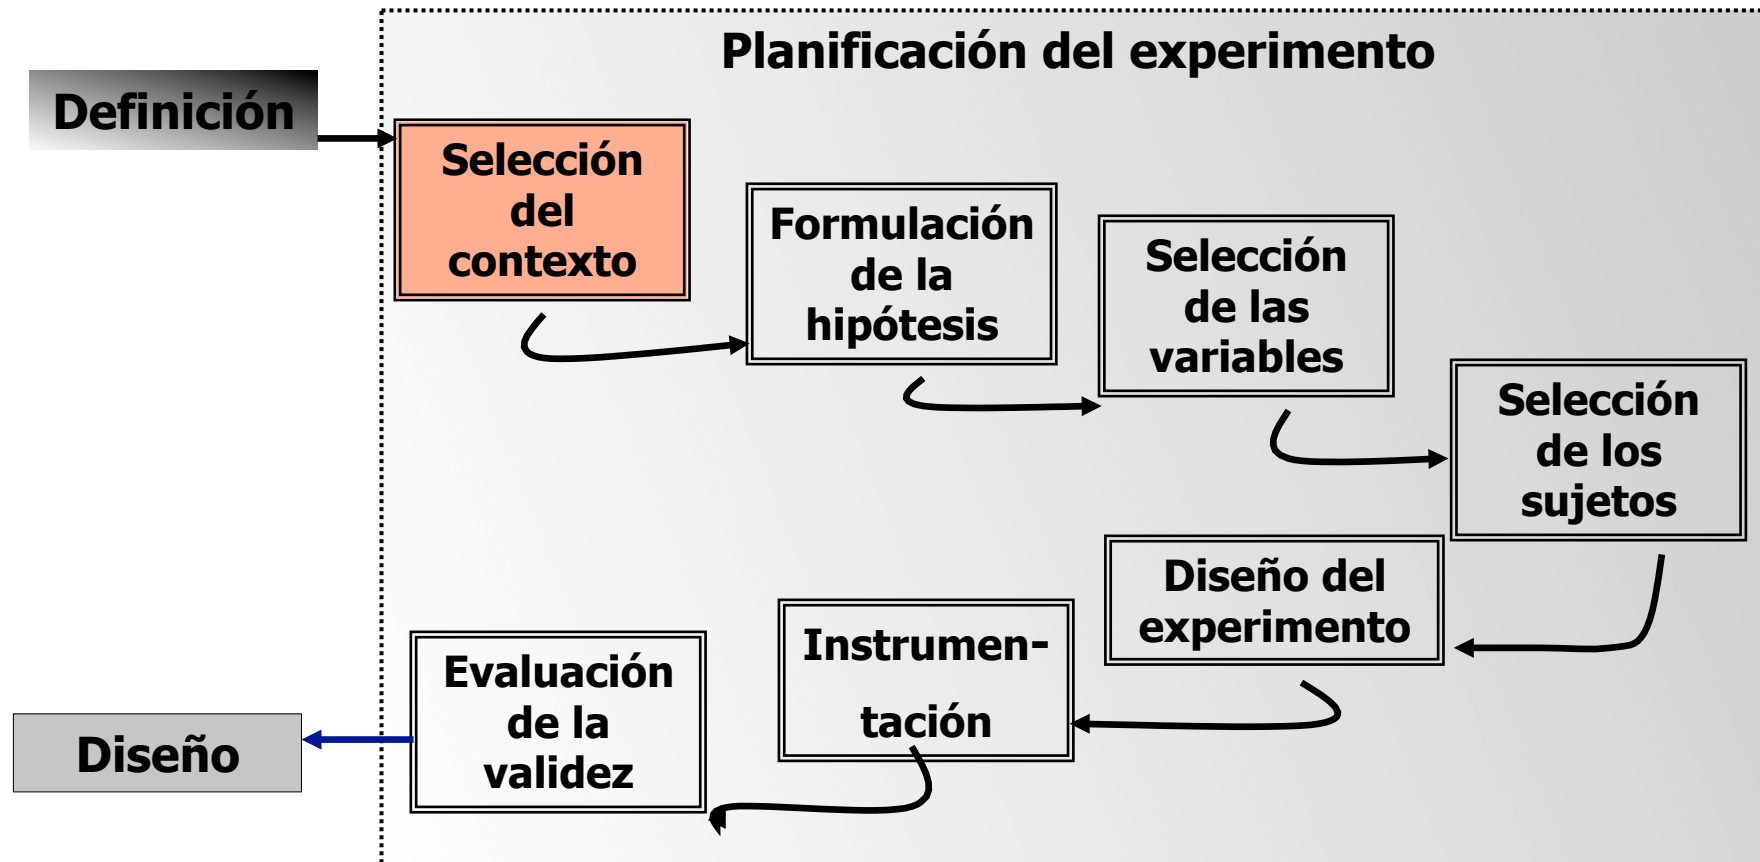 Planificación del experimento
Definición
Selección
del
contexto
Formulación
de la
hipótesis
Selección
de las
variables
Selección
de los
sujetos
Diseño del
experimento
Instrumen-
tación
Evaluación
de la
validez
Diseño